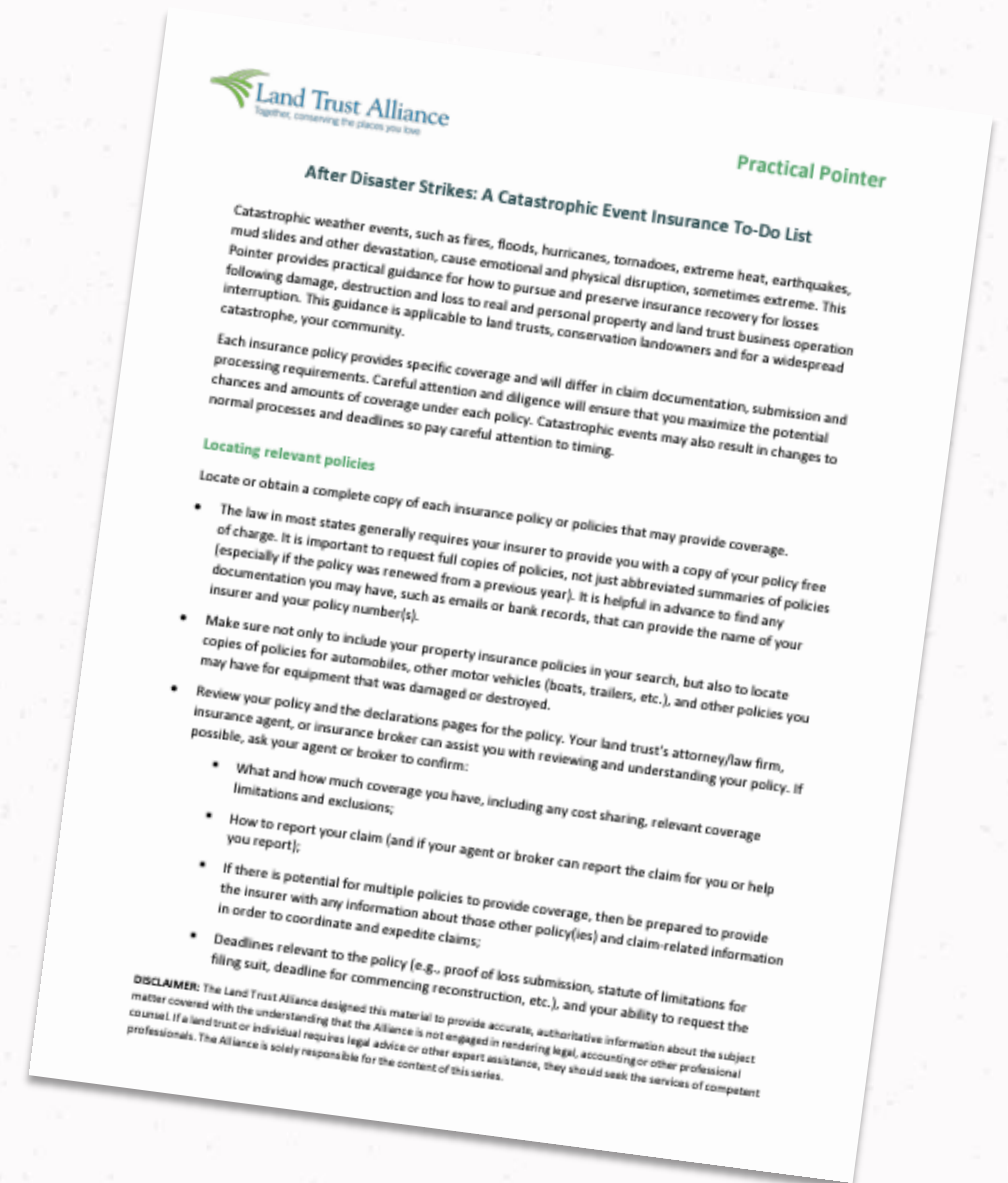 Land Trust Alliance
Together, conserving the places you love
Practical Pointer
After Disaster Strikes: A Catastrophic Event Insurance To-Do List
Catastrophic weather events, such as fires, floods, hurricanes, tornadoes, extreme heat, earthquakes,
mud slides and other devastation, cause emotional and physical disruption, sometimes extreme. This
Pointer provides practical guidance for how to pursue and preserve insurance recovery for losses
following damage, destruction and loss to real and personal property and land trust business operation
interruption. This guidance is applicable to land trusts, conservation landowners and for a widespread
catastrophe, your community.
Each insurance policy provides specific coverage and will differ in claim documentation, submission and
processing requirements. Careful attention and diligence will ensure that you maximize the potential
chances and amounts of coverage under each policy. Catastrophic events may also result in changes to
normal processes and deadlines so pay careful attention to timing.
Locating relevant policies
Locate or obtain a complete copy of each insurance policy or policies that may provide coverage.
• The law in most states generally requires your insurer to provide you with a copy of your policy free
of charge. It is important to request full copies of policies, not just abbreviated summaries of policies
(especially if the policy was renewed from a previous year). It is helpful in advance to find any
documentation you may have, such as emails or bank records, that can provide the name of your
insurer and your policy number(s).
• Make sure not only to include your property insurance policies in your search, but also to locate
copies of policies for automobiles, other motor vehicles (boats, trailers, etc.), and other policies you
may have for equipment that was damaged or destroyed.
• Review your policy and the declarations pages for the policy. Your land trust's attorney/law firm,
insurance agent, or insurance broker can assist you with reviewing and understanding your policy. If
possible, ask your agent or broker to confirm:
• What and how much coverage you have, including any cost sharing, relevant coverage
limitations and exclusions;
• How to report your claim (and if your agent or broker can report the claim for you or help
you report);
• If there is potential for multiple policies to provide coverage, then be prepared to provide
the insurer with any information about those other policy(ies) and claim-related information
in order to coordinate and expedite claims;
• Deadlines relevant to the policy (e.g., proof of loss submission, statute of limitations for
filing suit, deadline for commencing reconstruction, etc.), and your ability to request the
DISCLAIMER: The Land Trust Alliance designed this material to provide accurate, authoritative information about the subject
matter covered with the understanding that the Alliance is not engaged in rendering legal, accounting or other professional
counsel. If a land trust or individual requires legal advice or other expert assistance, they should seek the services of competent
professionals. The Alliance is solely responsible for the content of this series.